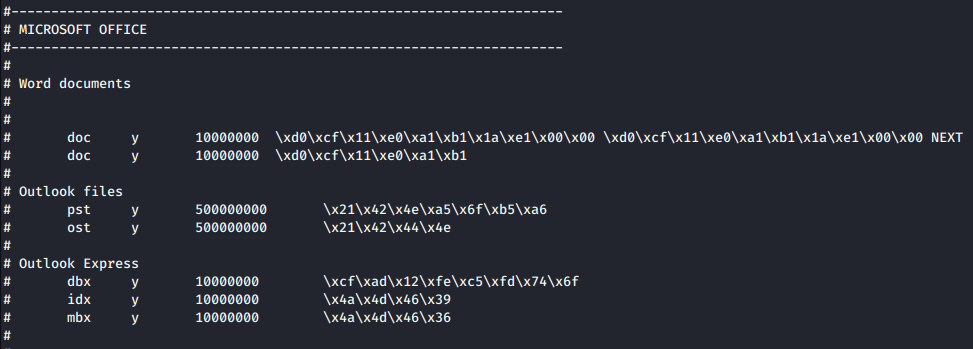 #---------------------------------------------------------------------
# MICROSOFT OFFICE
#---------------------------------------------------------------------
#
# Word documents
#
#
#	doc	y	10000000	\xd0\xcf\x11\xe0\xa1\xb1\x1a\xe1\x00\x00 \xd0\xcf\x11\xe0\xa1\xb1\x1a\xe1\x00\x00 NEXT
#	doc	y	10000000	\xd0\xcf\x11\xe0\xa1\xb1
#
# Outlook files
#	pst	y	500000000	\x21\x42\x4e\xa5\x6f\xb5\xa6
#	ost	y	500000000	\x21\x42\x44\x4e
#
# Outlook Express
#	dbx	y	10000000	\xcf\xad\x12\xfe\xc5\xfd\x74\x6f
#	idx	y	10000000	\x4a\x4d\x46\x39
#	mbx	y	10000000	\x4a\x4d\x46\x36
#